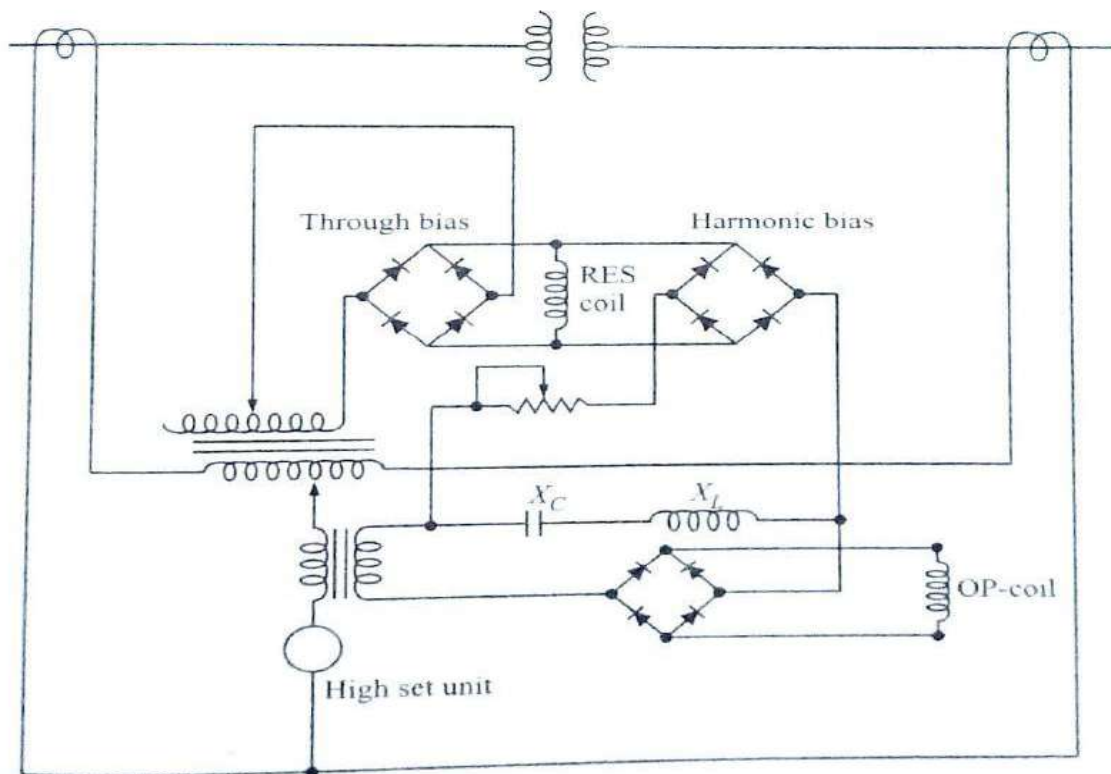 Through bias
Harmonic bias
RES
coil
X_C
X_L
OP-coil
High set unit